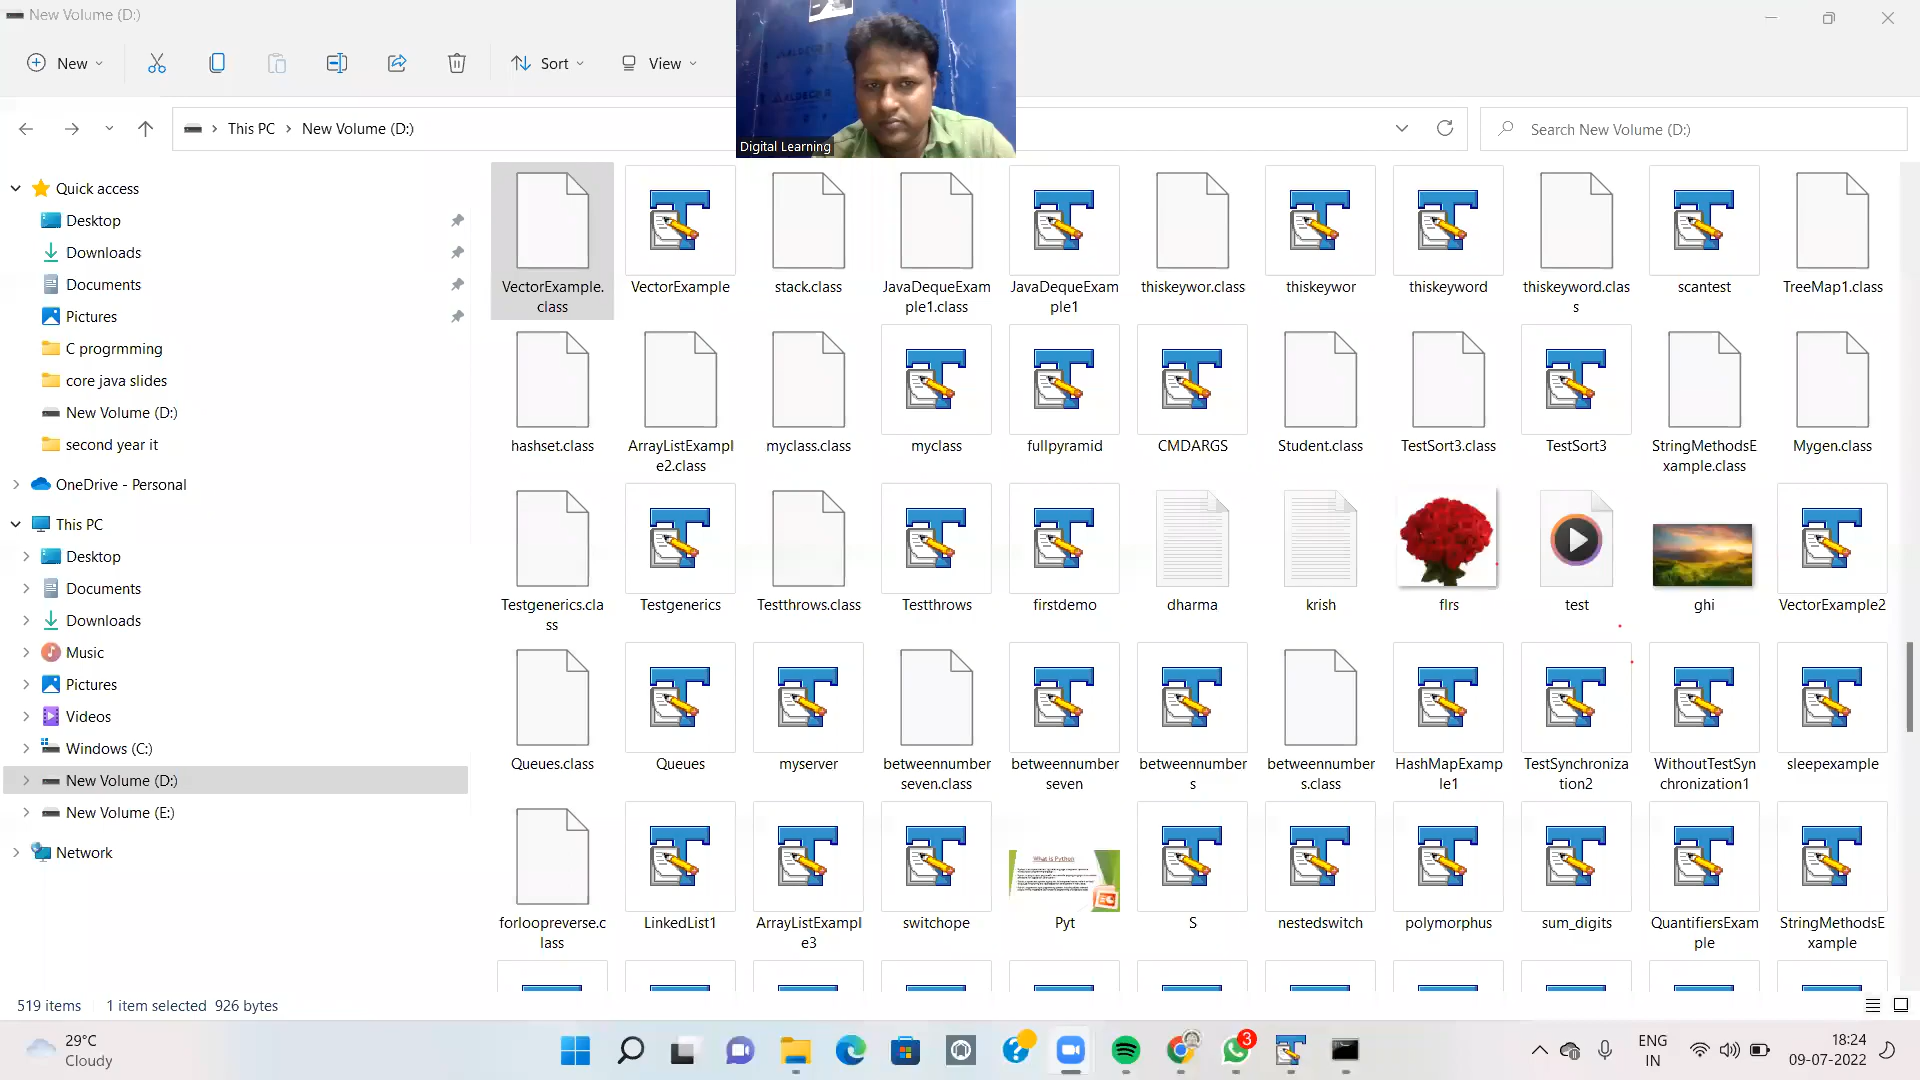 New Volume (D:)
New
Sort
View
This PC
New Volume (D:)
Search New Volume (D:)
Digital Learning
Quick access
Desktop
Downloads
Documents
Pictures
C progrmming
core java slides
New Volume (D:)
second year it
OneDrive - Personal
This PC
Desktop
Documents
Downloads
Music
Pictures
Videos
Windows (C:)
New Volume (D:)
New Volume (E:)
Network
VectorExample.
class
VectorExample
stack.class
JavaDequeExam
ple1.class
JavaDequeExam
ple1
thiskeywor.class
thiskeywor
thiskeyword
thiskeyword.clas
s
scantest
TreeMap1.class
hashset.class
ArrayListExampl
e2.class
myclass.class
myclass
fullpyramid
CMDARGS
Student.class
TestSort3.class
TestSort3
StringMethodsE
xample.class
Mygen.class
Testgenerics.cla
ss
Testgenerics
Testthrows.class
Testthrows
firstdemo
dharma
krish
flrs
test
ghi
VectorExample2
Queues.class
Queues
myserver
betweennumber
seven.class
betweennumber
seven
betweennumber
s
betweennumber
s.class
HashMapExamp
le1
TestSynchroniza
tion2
WithoutTestSyn
chronization1
sleepexample
forloopreverse.c
lass
LinkedList1
ArrayListExampl
e3
switchope
What is Python
Pyt
S
nestedswitch
polymorphus
sum_digits
QuantifiersExam
ple
StringMethodsE
xample
519 items
1 item selected 926 bytes
29°C
Cloudy
3
ENG
IN
18:24
09-07-2022